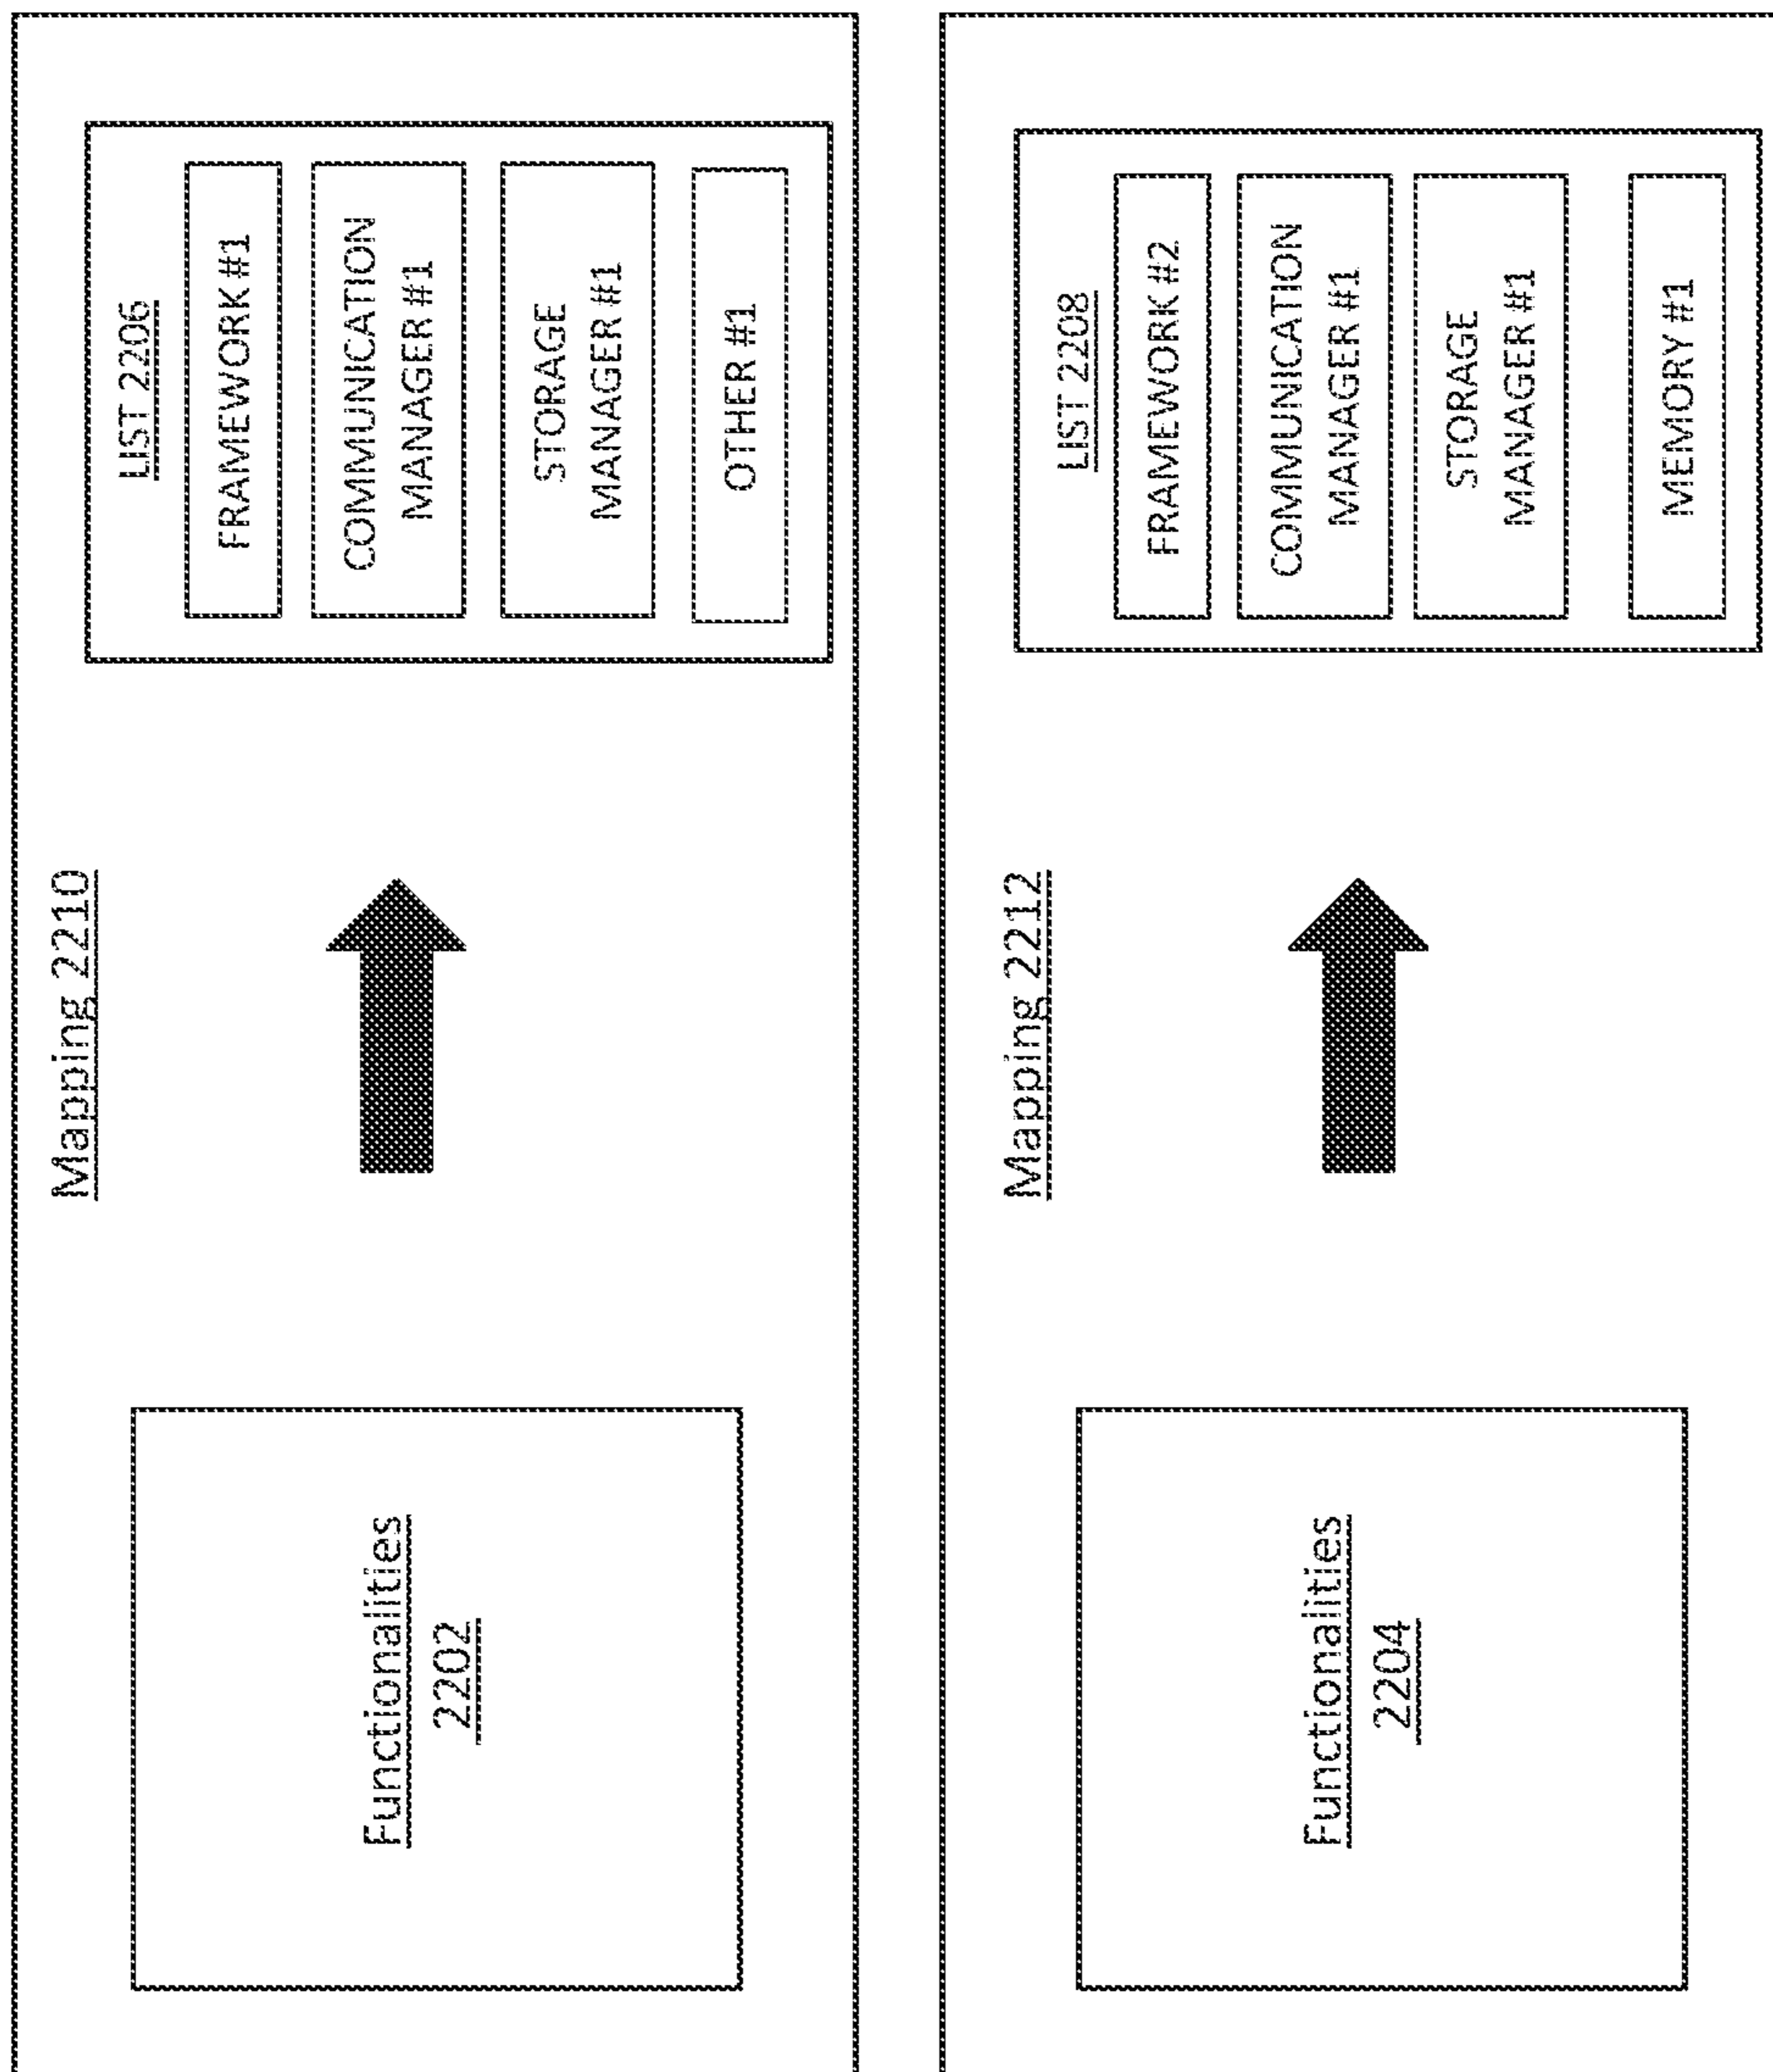 Mapping 2210
Functionalities
2202
LIST 2206
FRAMEWORK #1
COMMUNICATION
MANAGER #1
STORAGE
MANAGER #1
OTHER #1
Mapping 2212
Functionalities
2204
LIST 2208
FRAMEWORK #2
COMMUNICATION
MANAGER #1
STORAGE
MANAGER #1
MEMORY #1